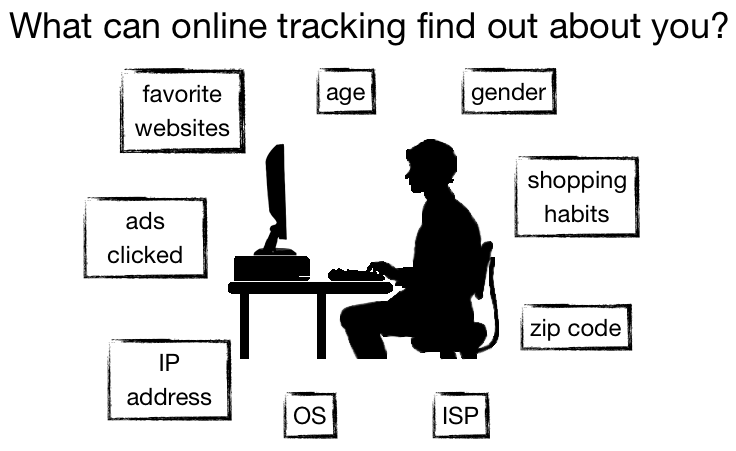 What can online tracking find out about you?
favorite
websites
age
gender
shopping
habits
ads
clicked
zip code
IP
address
OS
ISP